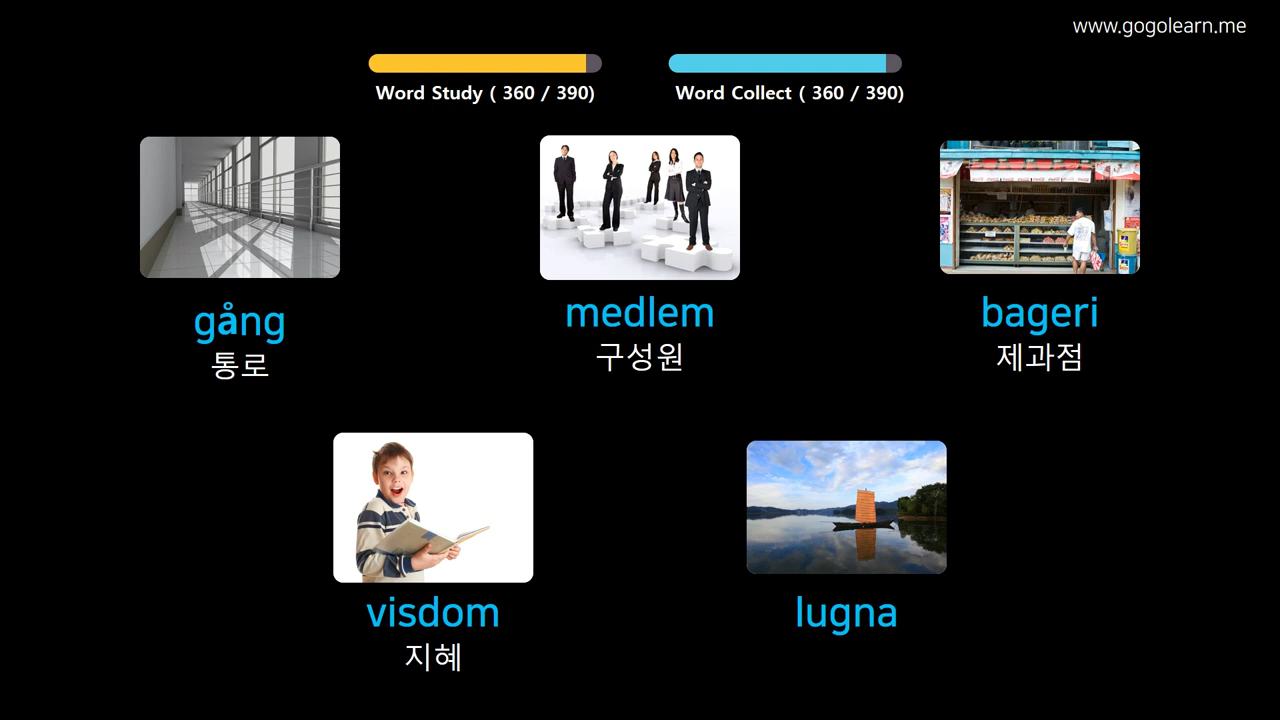 www.gogolearn.me
Word Study ( 360 / 390)
Word Collect ( 360 / 390)
gång
통로
medlem
구성원
bageri
제과점
visdom
지혜
lugna